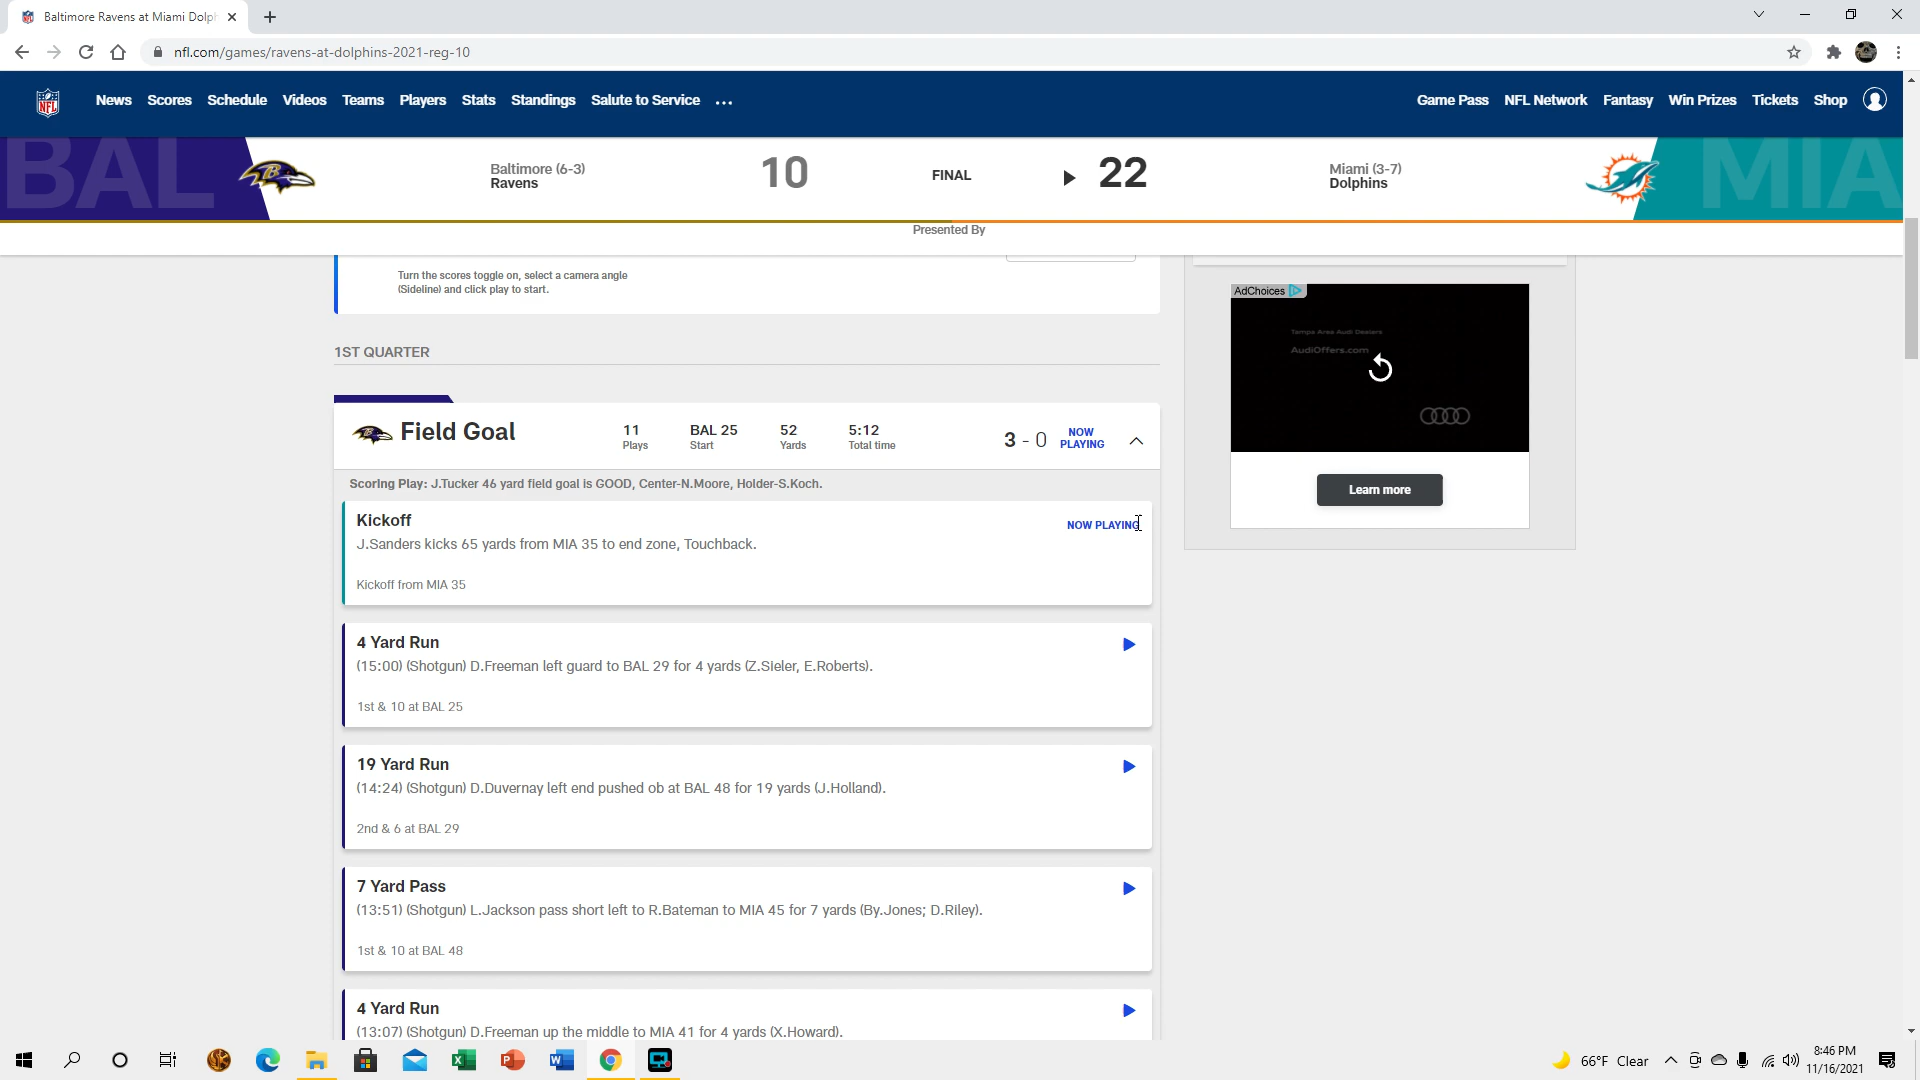 Baltimore Ravens at Miami Dolph
nfl.com/games/ravens-at-dolphins-2021-reg-10
NFL
News Scores Schedule Videos Teams Players Stats Standings Salute to Service ...
Game Pass NFL Network Fantasy Win Prizes Tickets Shop
BAL
Baltimore (6-3)
Ravens
10
FINAL
22
Miami (3-7)
Dolphins
MIA
Presented By
Turn the scores toggle on, select a camera angle
(Sideline) and click play to start.
1ST QUARTER
Field Goal
11
Plays
BAL 25
Start
52
Yards
5:12
Total time
3 - 0
NOW
PLAYING
Scoring Play: J.Tucker 46 yard field goal is GOOD, Center-N.Moore, Holder-S.Koch.
Kickoff
NOW PLAYING
J.Sanders kicks 65 yards from MIA 35 to end zone, Touchback.
Kickoff from MIA 35
4 Yard Run
(15:00) (Shotgun) D.Freeman left guard to BAL 29 for 4 yards (Z.Sieler, E.Roberts).
1st & 10 at BAL 25
19 Yard Run
(14:24) (Shotgun) D.Duvernay left end pushed ob at BAL 48 for 19 yards (J.Holland).
2nd & 6 at BAL 29
7 Yard Pass
(13:51) (Shotgun) L.Jackson pass short left to R.Bateman to MIA 45 for 7 yards (By.Jones; D.Riley).
1st & 10 at BAL 48
4 Yard Run
(13:07) (Shotgun) D.Freeman up the middle to MIA 41 for 4 yards (X.Howard).
AdChoices
Tampa Area Audi Dealers
AudiOffers.com
Learn more
66°F Clear
8:46 PM
11/16/2021